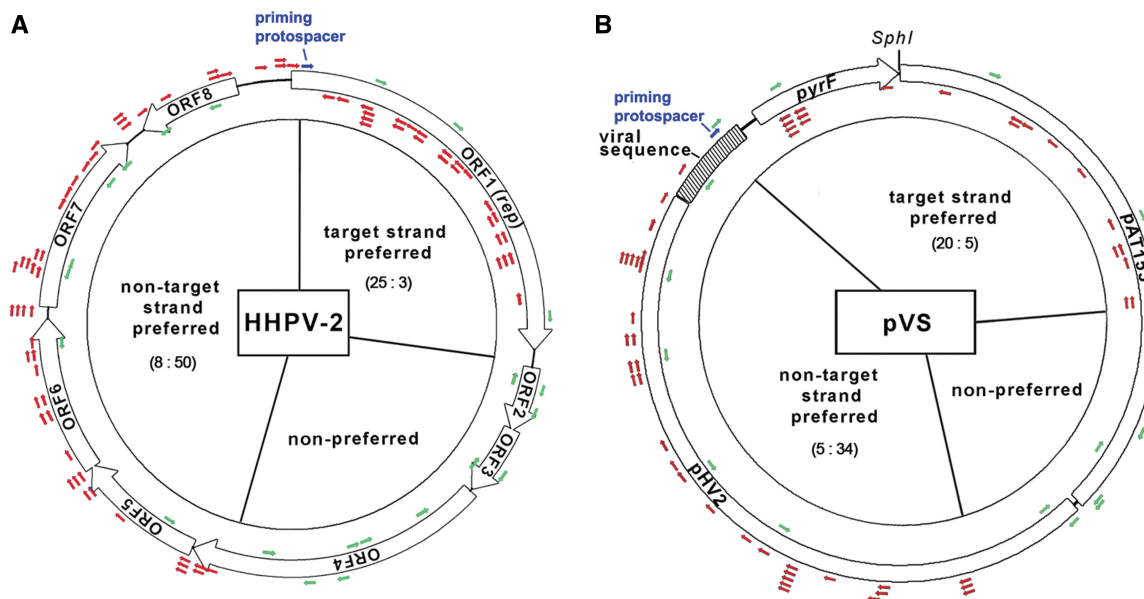 A
priming
protospacer
ORF8
ORF1 (rep)
ORF7
target strand
preferred
(25 : 3)
non-target
strand
preferred
(8 : 50)
HHPV-2
ORF2
ORF6
non-preferred
ORF3
ORF5
ORF4
B
SphI
pyrF
priming
protospacer
viral
sequence
target strand
preferred
(20 : 5)
pAT153
pVS
non-target
strand
preferred
(5 : 34)
non-preferred
pHV2